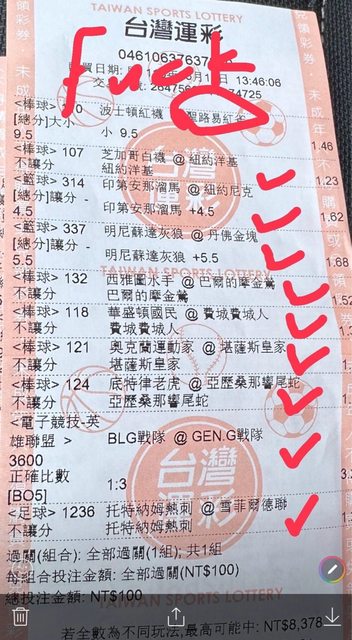 TAIWAN SPORTS LOTTERY
台灣運彩
Fuck
13:46:06
<棒球>
波士頓紅襪
[總分]大小
9.5 小 9.5
1.46
<棒球> 107 芝加哥白襪 @ 紐約洋基
不讓分 紐約洋基
1.23
<籃球> 314 印第安那溜馬 @ 紐約尼克
[總分]讓分 -
4.5 印第安那溜馬 +4.5
1.62
<籃球> 337 明尼蘇達灰狼 @ 丹佛金塊
[總分]讓分 -
5.5 明尼蘇達灰狼 +5.5
1.68
TAIWAN SPORTS LOTTERY
<棒球> 132 西雅圖水手 @ 巴爾的摩金鶯
不讓分 巴爾的摩金鶯
<棒球> 118 華盛頓國民 @ 費城費城人
不讓分 費城費城人
<棒球> 121 奧克蘭運動家 @ 堪薩斯皇家
不讓分 堪薩斯皇家
<棒球> 124 底特律老虎 @ 亞歷桑那響尾蛇
不讓分 亞歷桑那響尾蛇
<電子競技-英
雄聯盟 > BLG戰隊 @ GEN.G戰隊
3600
正確比數
1:3
[BO5]
台灣運彩
<足球> 1236 托特納姆熱刺 @ 雪菲爾德聯
不讓分 托特納姆熱刺
過關(組合): 全部過關(1組); 共1組
每組合投注金額: 全部過關(NT$100)
總投注金額: NT$100
若全數為不同玩法,最高可能中: NT$8,378